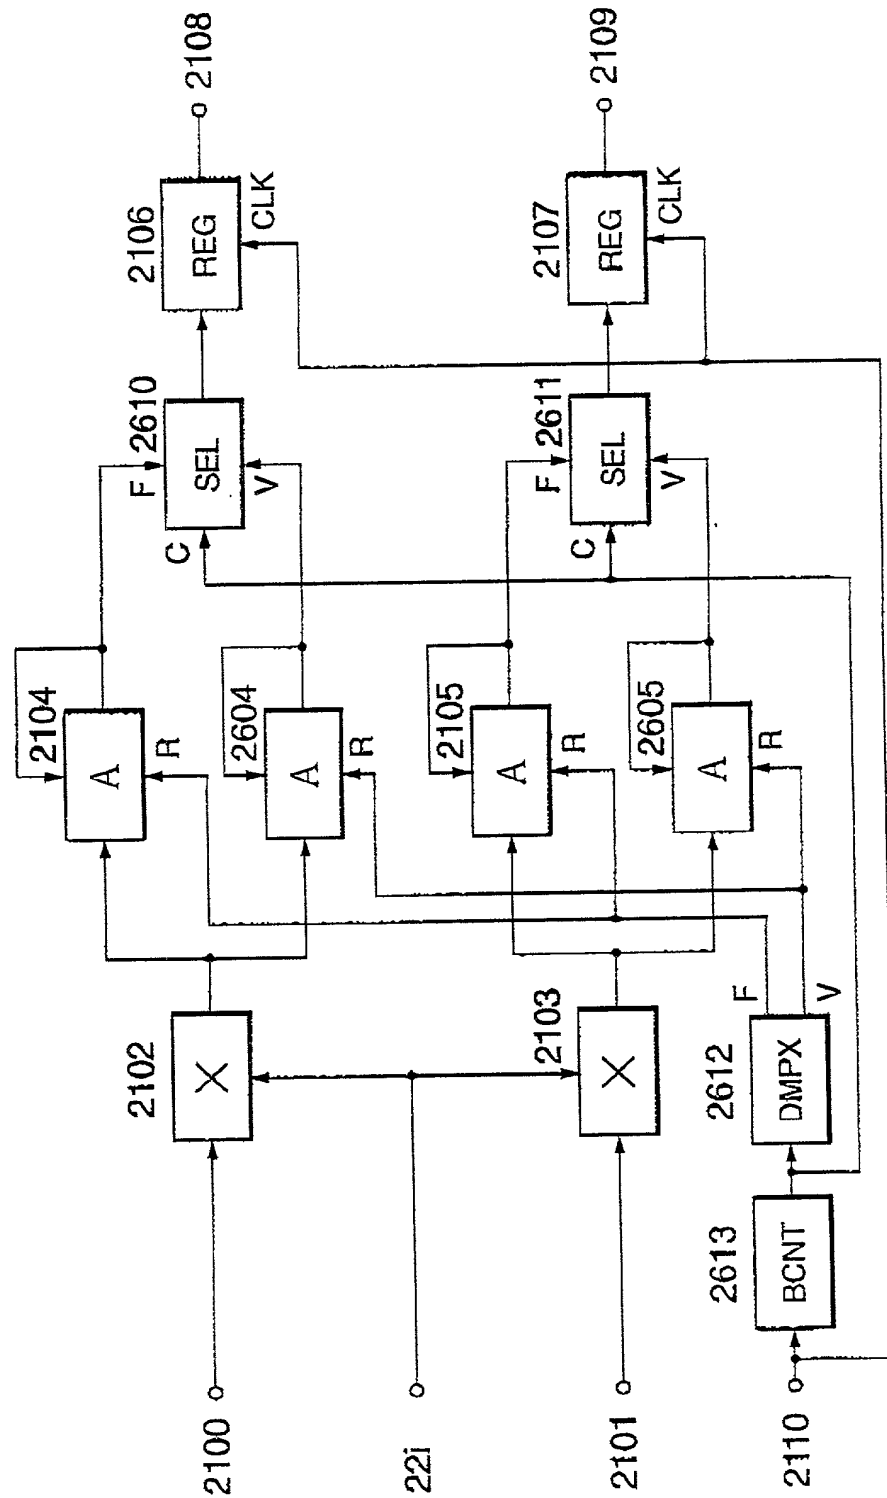 2108
2109
2106
REG
CLK
2107
REG
CLK
F
2610
SEL
V
C
F
2611
SEL
V
C
2104
A
R
2604
A
R
2105
A
R
2605
A
R
2102
X
2103
X
2612
DMPX
F
V
2613
BCNT
2100
22i
2101
2110